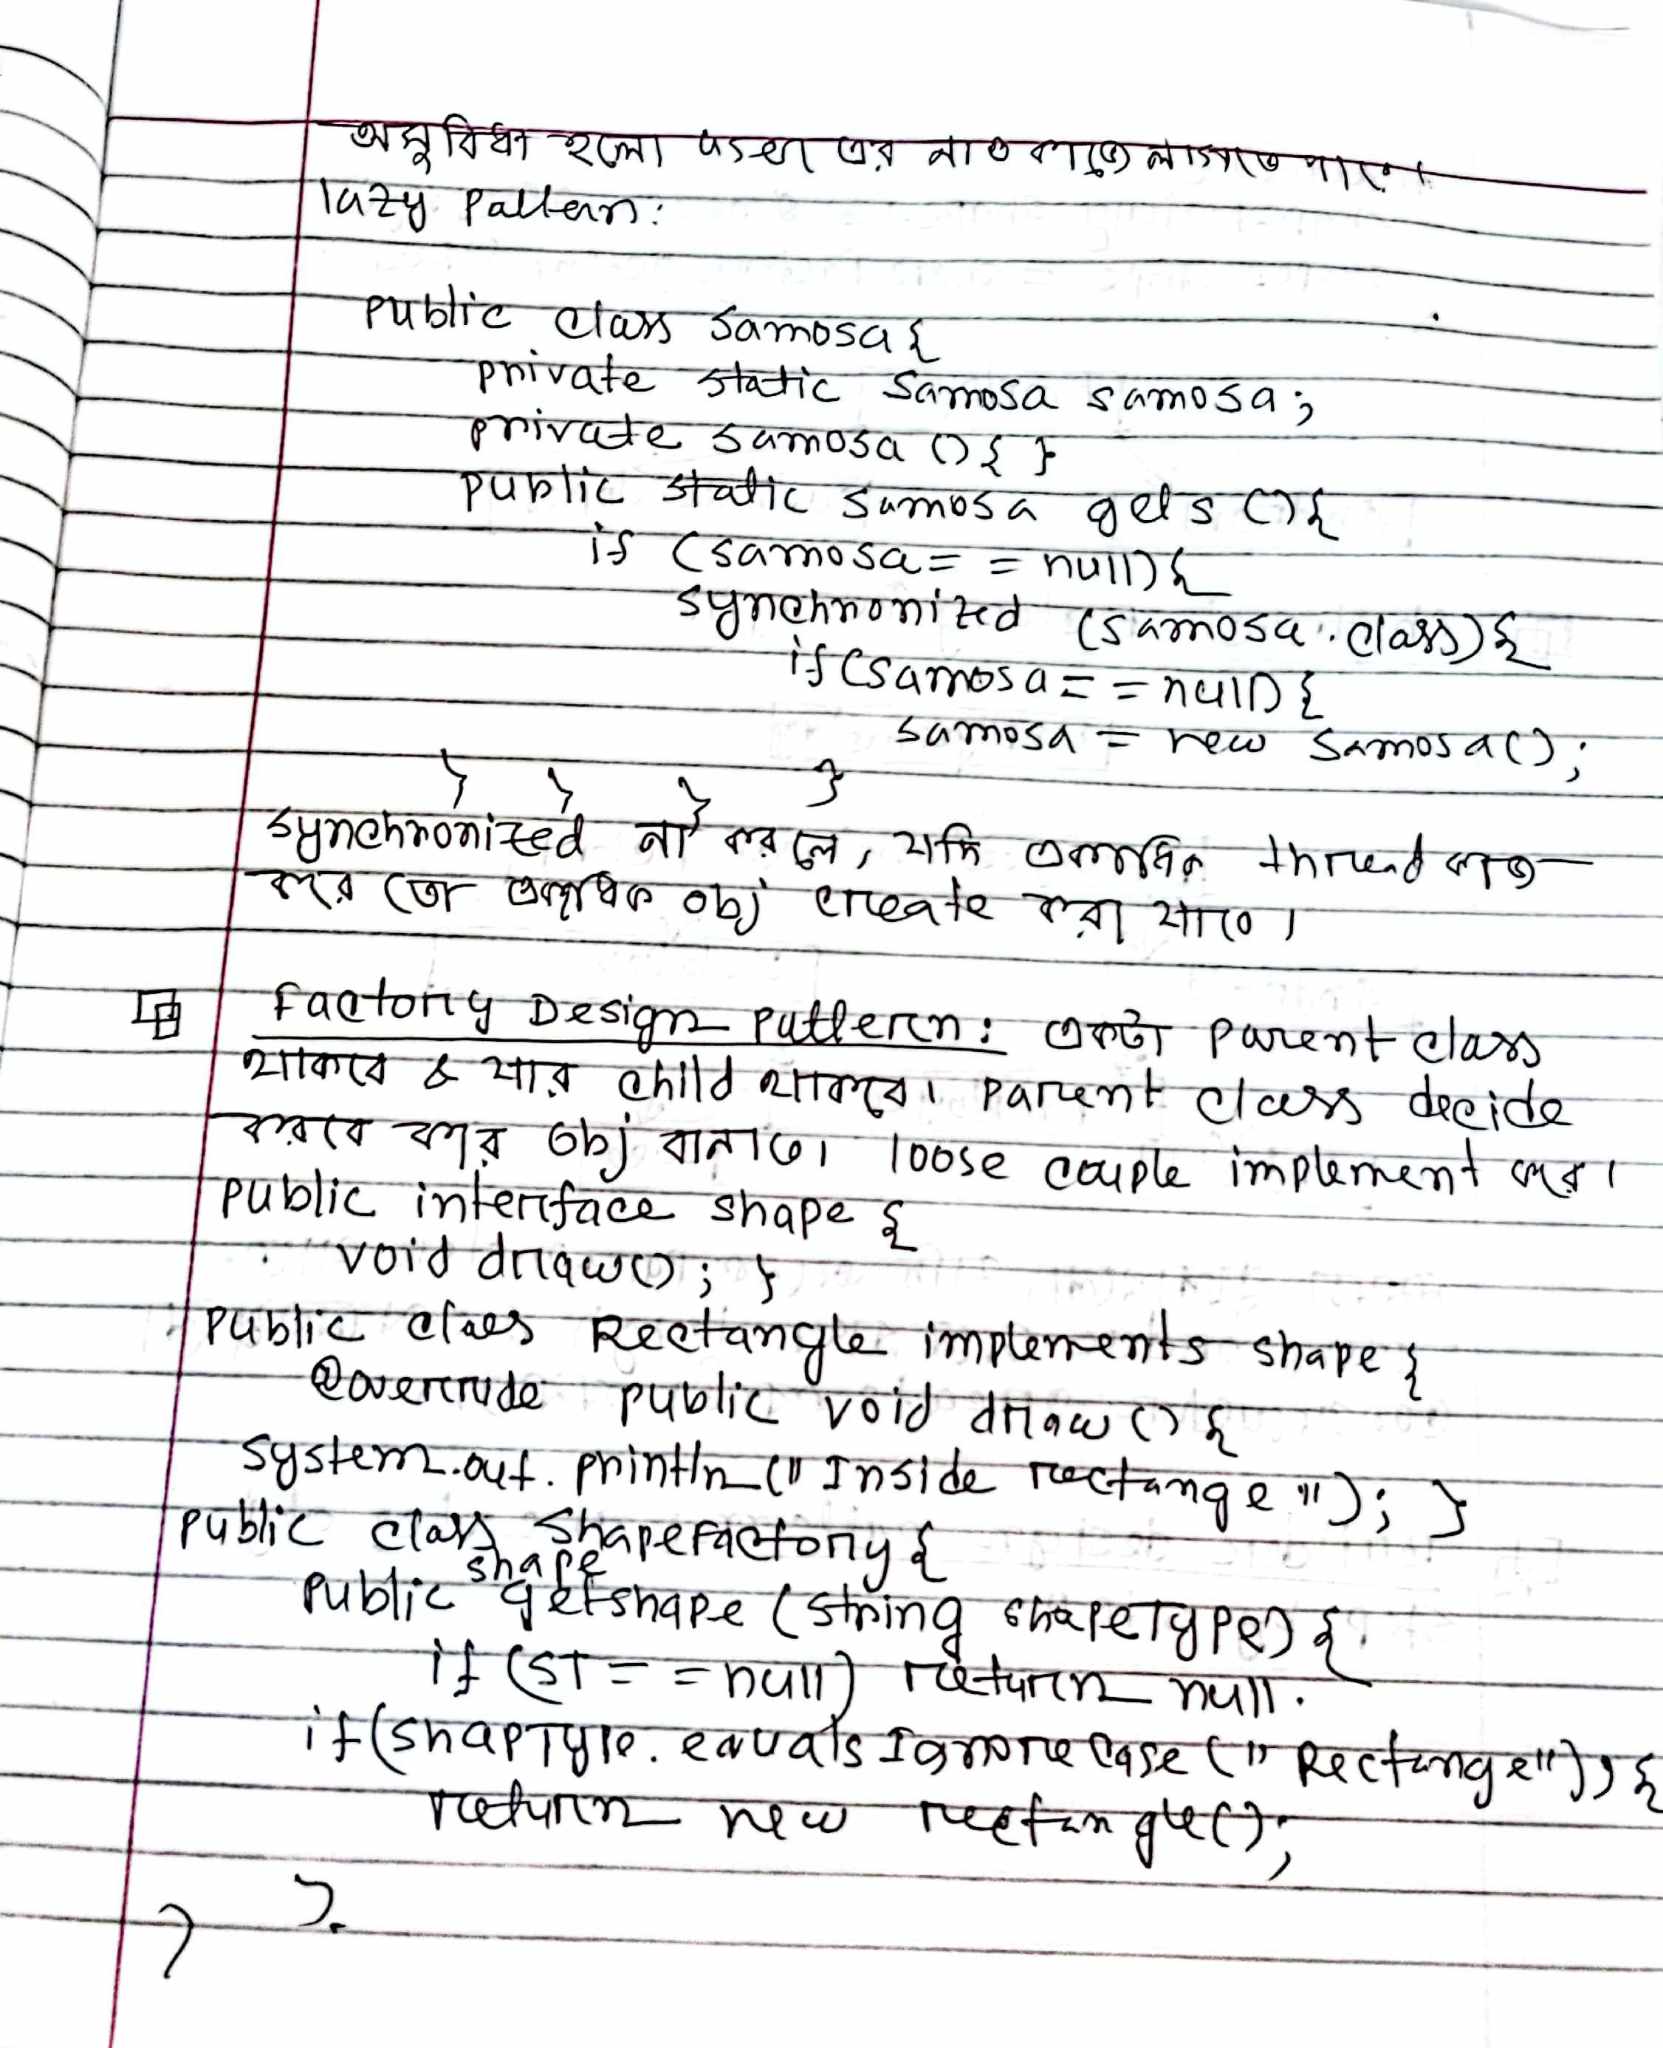 অসুবিধা হলো user এর নাও কাজে লাগতে পারে।
lazy pattern:
public class samosa {
private static samosa samosa;
private samosa () { }
public static samosa gets () {
if (samosa = = null) {
synchronized (samosa.class) {
if (samosa = = null) {
samosa = new samosa();
} } } }
}
synchronized না করলে, যদি একাধিক thread কাজ
করে তো একাধিক obj create করা যাবে।
Factory Design Pattern: একটা parent class
থাকবে & যার child থাকবে। parent class decide
করবে কার obj বানাতে। loose couple implement করে।
public interface shape {
void draw(); }
public class Rectangle implements shape {
@override public void draw () {
system.out.println ("Inside rectange"); }
public class shapefactory {
shape
public getshape (string shapeType) {
if (ST = = null) return null.
if (shapType.equalsIgnoreCase ("Rectange")) {
return new rectangle();
}
}